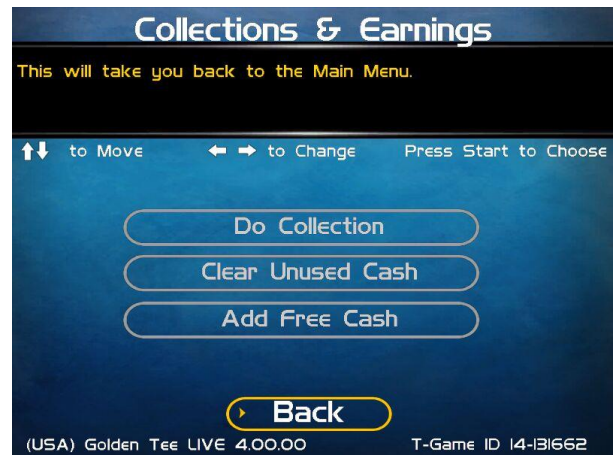 Collections & Earnings
This will take you back to the Main Menu.
to Move to Change Press Start to Choose
Do Collection
Clear Unused Cash
Add Free Cash
Back
(USA) Golden Tee LIVE 4.00.00 T-Game ID 14-131662